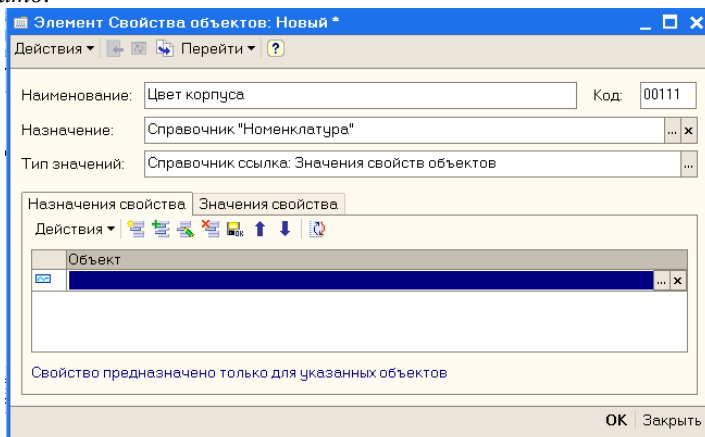 Элемент Свойства объектов: Новый *
Действия Перейти ?
Наименование: Цвет корпуса Код: 00111
Назначение: Справочник "Номенклатура" ... x
Тип значений: Справочник ссылка: Значения свойств объектов ...
Назначения свойства Значения свойства
Действия
Объект
... x
Свойство предназначено только для указанных объектов
OK Закрыть